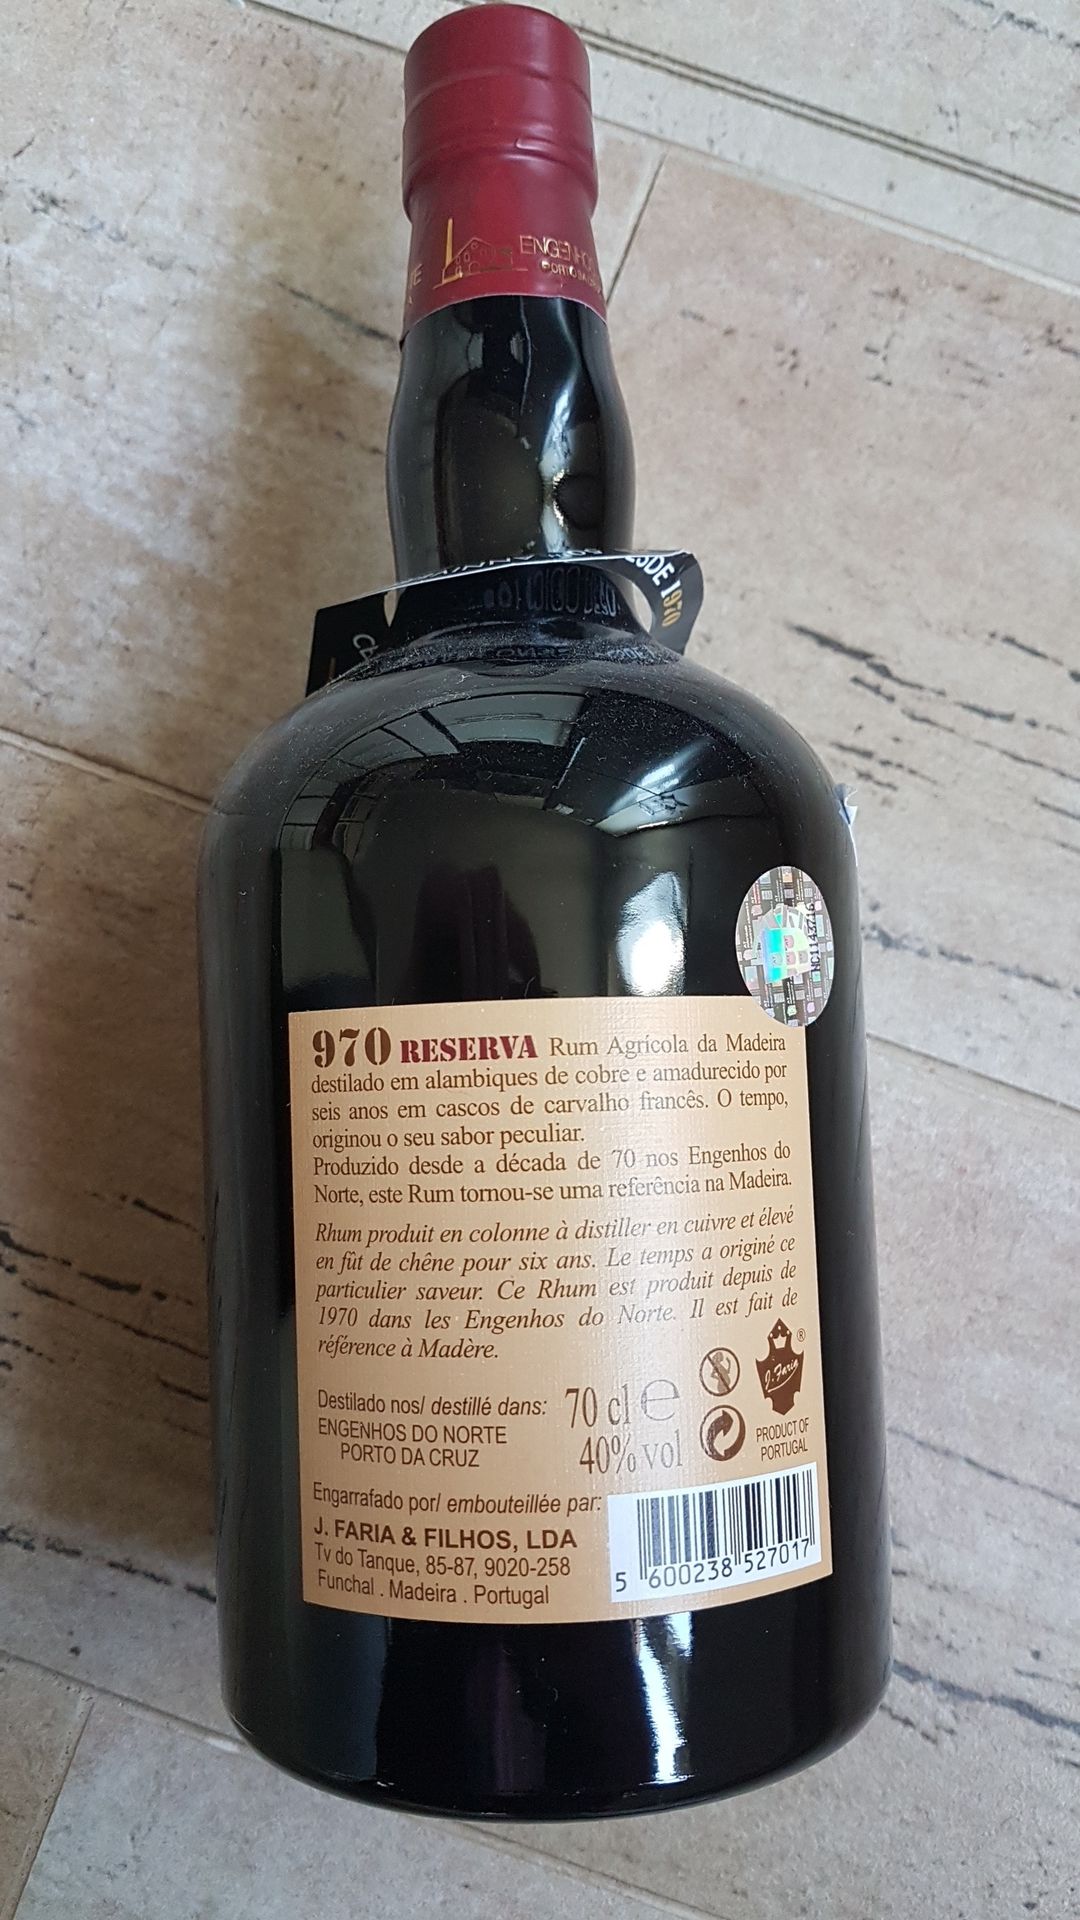 ENGENHOS
DESDE 1970
970 RESERVA Rum Agrícola da Madeira
destilado em alambiques de cobre e amadurecido por
seis anos em cascos de carvalho francês. O tempo,
originou o seu sabor peculiar.
Produzido desde a década de 70 nos Engenhos do
Norte, este Rum tornou-se uma referência na Madeira.
Rhum produit en colonne à distiller en cuivre et élevé
en fût de chêne pour six ans. Le temps a originé ce
particulier saveur. Ce Rhum est produit depuis de
1970 dans les Engenhos do Norte. Il est fait de
référence à Madère.
Destilado nos/ destillé dans:
ENGENHOS DO NORTE
PORTO DA CRUZ
70 cl e
40% vol
J. Faria ®
PRODUCT OF
PORTUGAL
Engarrafado por/ embouteillée par:
J. FARIA & FILHOS, LDA
Tv do Tanque, 85-87, 9020-258
Funchal . Madeira . Portugal
5 600238 527017